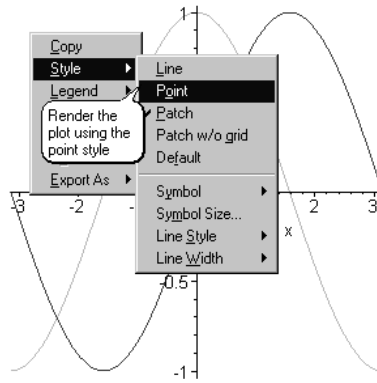 1
Copy
Style
Legend
Render the
plot using the
point style
Export As
Line
Point
Patch
Patch w/o grid
Default
Symbol
Symbol Size...
Line Style
Line Width
-3
-2
2
3
x
-0.5
-1